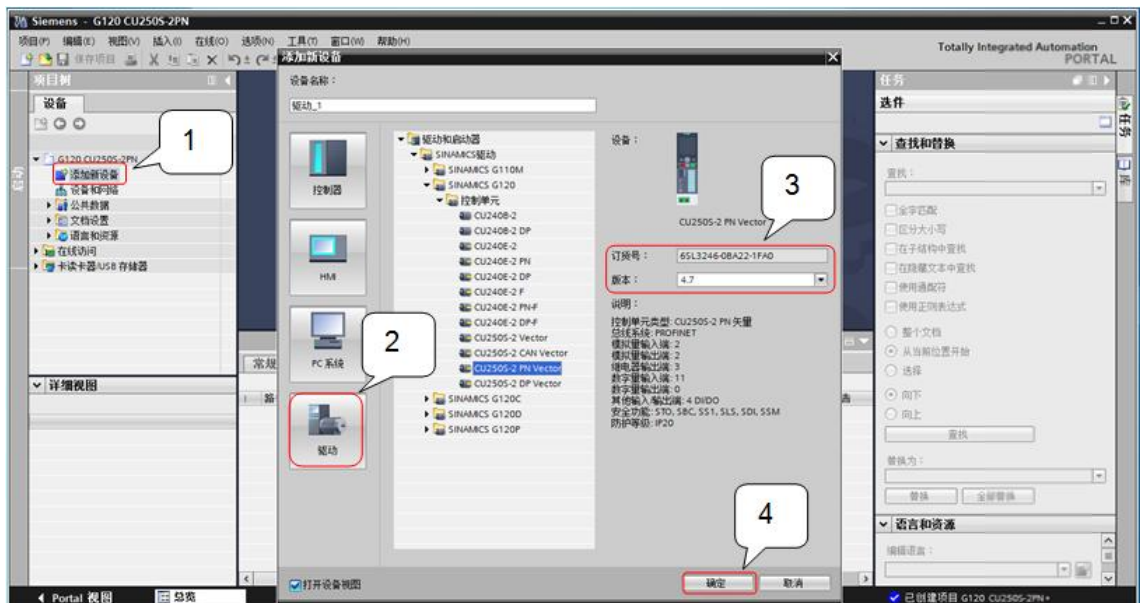 Siemens - G120 CU250S-2PN
项目(P) 编辑(E) 视图(V) 插入(I) 在线(O) 选项(N) 工具(T) 窗口(W) 帮助(H)
保存项目
Totally Integrated Automation
PORTAL
项目树
设备
1
G120 CU250S-2PN
添加新设备
设备和网络
公共数据
文档设置
语言和资源
在线访问
读卡器/USB 存储器
详细视图
常规
添加新设备
设备名称：
驱动_1
控制器
HMI
PC 系统
驱动
2
驱动和启动器
SINAMICS驱动
SINAMICS G110M
SINAMICS G120
控制单元
CU240B-2
CU240B-2 DP
CU240E-2
CU240E-2 PN
CU240E-2 DP
CU240E-2 F
CU240E-2 PN-F
CU240E-2 DP-F
CU250S-2 Vector
CU250S-2 CAN Vector
CU250S-2 PN Vector
CU250S-2 DP Vector
SINAMICS G120C
SINAMICS G120D
SINAMICS G120P
设备：
CU250S-2 PN Vector
3
订货号： 6SL3246-0BA22-1FA0
版本： 4.7
说明：
控制单元类型: CU250S-2 PN 矢量
总线系统: PROFINET
模拟量输入端: 2
模拟量输出端: 2
继电器输出端: 3
数字量输入端: 11
数字量输出端: 0
其他输入/输出端: 4 DI/DO
安全功能: STO, SBC, SS1, SLS, SDI, SSM
防护等级: IP20
4
打开设备视图
确定
取消
任务
选件
查找和替换
查找：
全字匹配
区分大小写
在子结构中查找
在隐藏文本中查找
使用通配符
使用正则表达式
整个文档
从当前位置开始
选择
向下
向上
查找
替换为：
替换
全部替换
语言和资源
编辑语言：
任务
库
Portal 视图
总览
已创建项目 G120 CU250S-2PN。